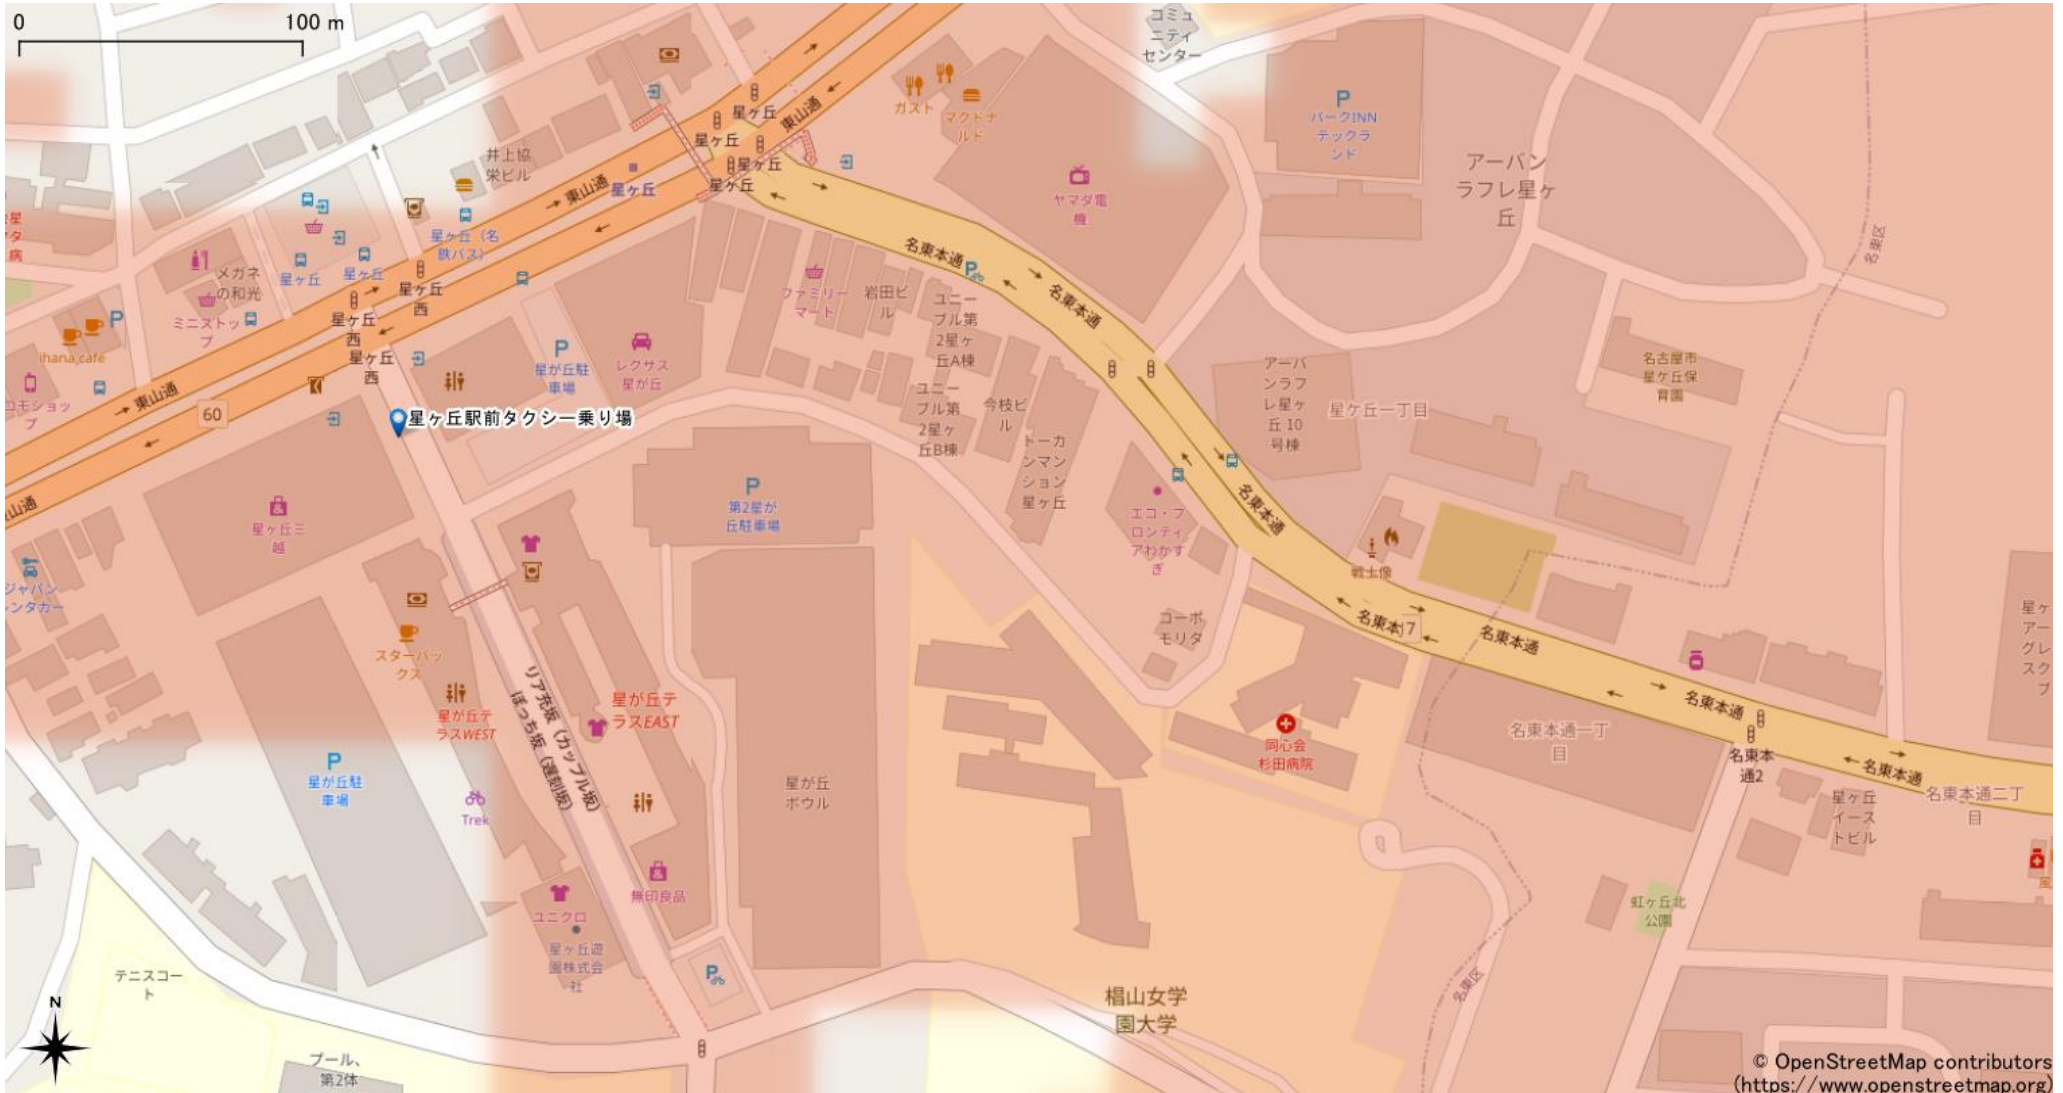 0
100 m
コミュ
ニティ
センター
ガスト
マクドナ
ルド
パークINN
テックラ
ンド
アーバン
ラフレ星ヶ
丘
星ヶ丘
東山通
星ヶ丘
星ヶ丘
星ヶ丘
井上協
栄ビル
東山通
星ヶ丘
ヤマダ電
機
名東区
星ヶ丘（名
鉄バス）
星ヶ丘
星ヶ丘
メガネ
の和光
ミニストッ
プ
星ヶ丘
西
星ヶ丘
西
星ヶ丘
西
ihana café
東山通
60
名東本通
名東本通
ファミリー
マート
岩田ビ
ル
ユニー
ブル第
2星ヶ
丘A棟
ユニー
ブル第
2星ヶ
丘B棟
今枝ビ
ル
トーカ
ンマン
ション
星ヶ丘
星が丘駐
車場
レクサス
星が丘
アーバ
ンラフ
レ星ヶ
丘 10
号棟
星ケ丘一丁目
名古屋市
星ケ丘保
育園
星ヶ丘駅前タクシー乗り場
星ヶ丘三
越
第2星が
丘駐車場
エコ・フ
ロンティ
アわかす
ぎ
名東本通
戦士像
コーポ
モリタ
名東本
17
名東本通
名東本通
スターバッ
クス
星が丘テ
ラスWEST
星が丘テ
ラスEAST
リア充坂（カップル坂）
ぼっち坂（遅刻坂）
星が丘駐
車場
Trek
星が丘
ボウル
同心会
杉田病院
名東本通一丁
目
名東本
通2
名東本通
名東本通二丁
目
星ヶ丘
イース
トビル
無印良品
ユニクロ
星ヶ丘遊
園株式会
社
虹ヶ丘北
公園
名東区
テニスコー
ト
椙山女学
園大学
N
プール、
第2体
© OpenStreetMap contributors
(https://www.openstreetmap.org)